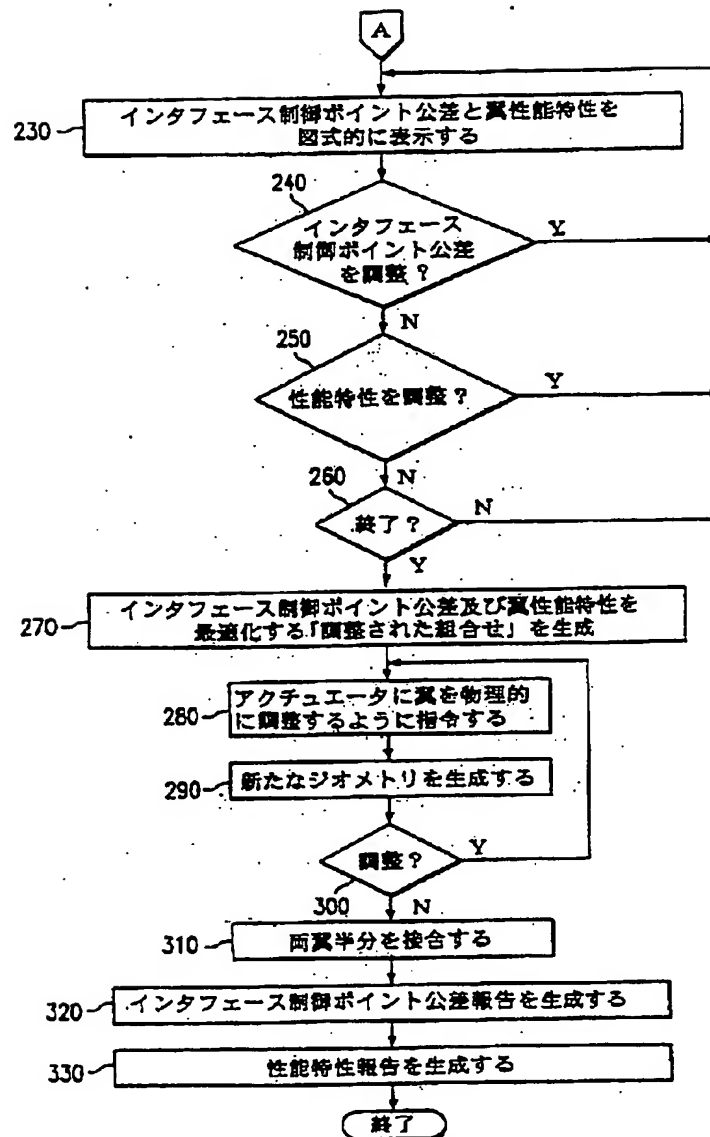 A
インタフェース制御ポイント公差と翼性能特性を
図式的に表示する
230
240
インタフェース
制御ポイント公差
を調整?
Y
N
250
性能特性を調整?
Y
N
260
終了?
N
Y
インタフェース制御ポイント公差及び翼性能特性を
最適化する「調整された組合せ」を生成
270
アクチュエータに翼を物理的
に調整するように指令する
280
新たなジオメトリを生成する
290
調整?
Y
300
N
両翼半分を接合する
310
インタフェース制御ポイント公差報告を生成する
320
性能特性報告を生成する
330
終了